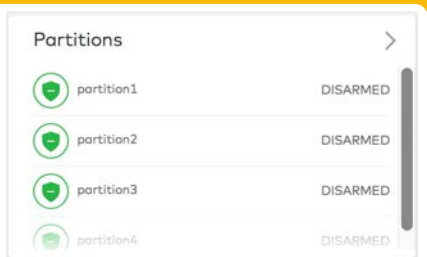 Partitions
partition1 DISARMED
partition2 DISARMED
partition3 DISARMED
partition4 DISARMED